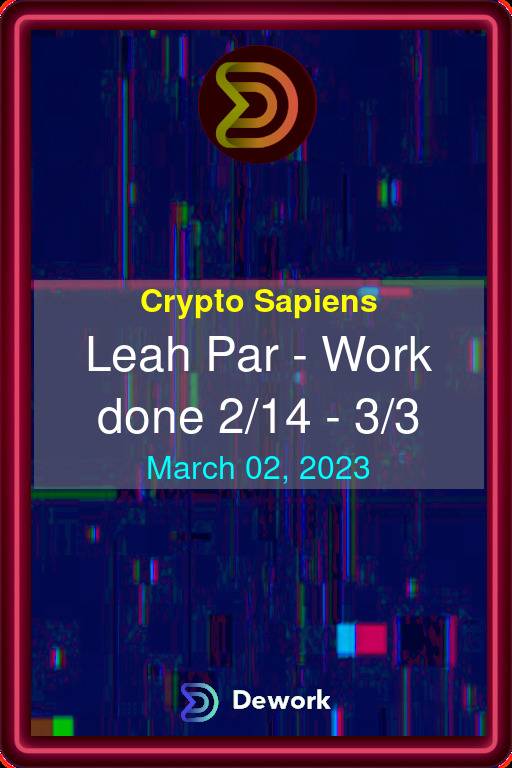 Crypto Sapiens
Leah Par - Work
done 2/14 - 3/3
March 02, 2023
Dework